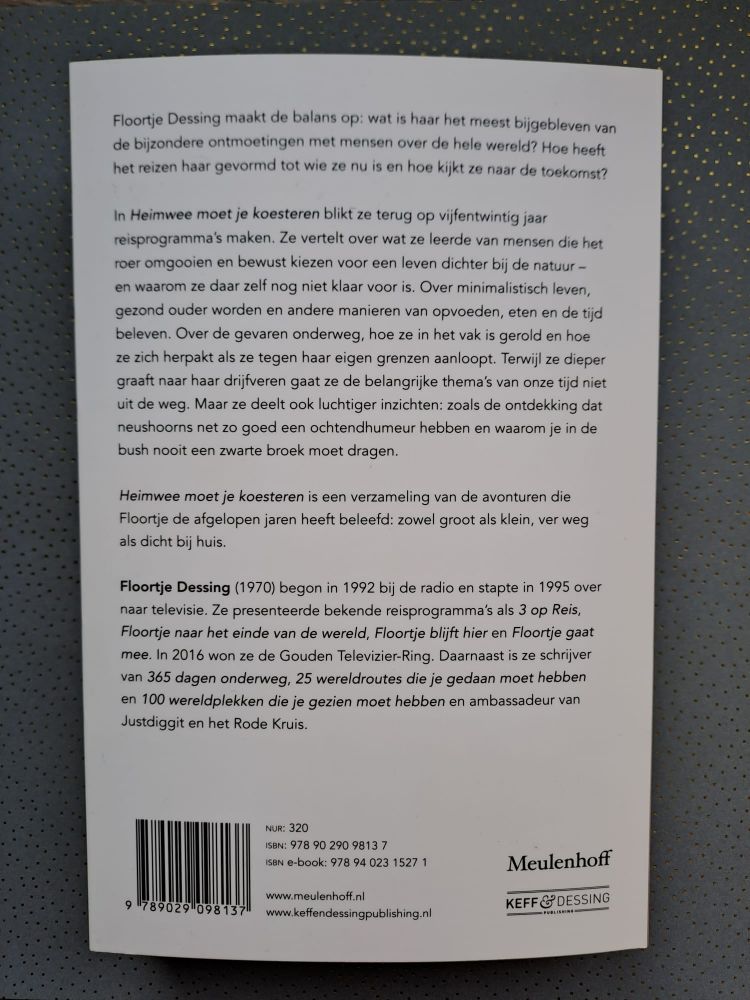 Floortje Dessing maakt de balans op: wat is haar het meest bijgebleven van
de bijzondere ontmoetingen met mensen over de hele wereld? Hoe heeft
het reizen haar gevormd tot wie ze nu is en hoe kijkt ze naar de toekomst?
In Heimwee moet je koesteren blikt ze terug op vijfentwintig jaar
reisprogramma's maken. Ze vertelt over wat ze leerde van mensen die het
roer omgooien en bewust kiezen voor een leven dichter bij de natuur –
en waarom ze daar zelf nog niet klaar voor is. Over minimalistisch leven,
gezond ouder worden en andere manieren van opvoeden, eten en de tijd
beleven. Over de gevaren onderweg, hoe ze in het vak is gerold en hoe
ze zich herpakt als ze tegen haar eigen grenzen aanloopt. Terwijl ze dieper
graaft naar haar drijfveren gaat ze de belangrijke thema's van onze tijd niet
uit de weg. Maar ze deelt ook luchtiger inzichten: zoals de ontdekking dat
neushoorns net zo goed een ochtendhumeur hebben en waarom je in de
bush nooit een zwarte broek moet dragen.
Heimwee moet je koesteren is een verzameling van de avonturen die
Floortje de afgelopen jaren heeft beleefd: zowel groot als klein, ver weg
als dicht bij huis.
Floortje Dessing (1970) begon in 1992 bij de radio en stapte in 1995 over
naar televisie. Ze presenteerde bekende reisprogramma's als 3 op Reis,
Floortje naar het einde van de wereld, Floortje blijft hier en Floortje gaat
mee. In 2016 won ze de Gouden Televizier-Ring. Daarnaast is ze schrijver
van 365 dagen onderweg, 25 wereldroutes die je gedaan moet hebben
en 100 wereldplekken die je gezien moet hebben en ambassadeur van
Justdiggit en het Rode Kruis.
NUR: 320
ISBN: 978 90 290 9813 7
ISBN e-book: 978 94 023 1527 1
www.meulenhoff.nl
www.keffendessingpublishing.nl
9 789029 098137
Meulenhoff
KEFF & DESSING
PUBLISHING